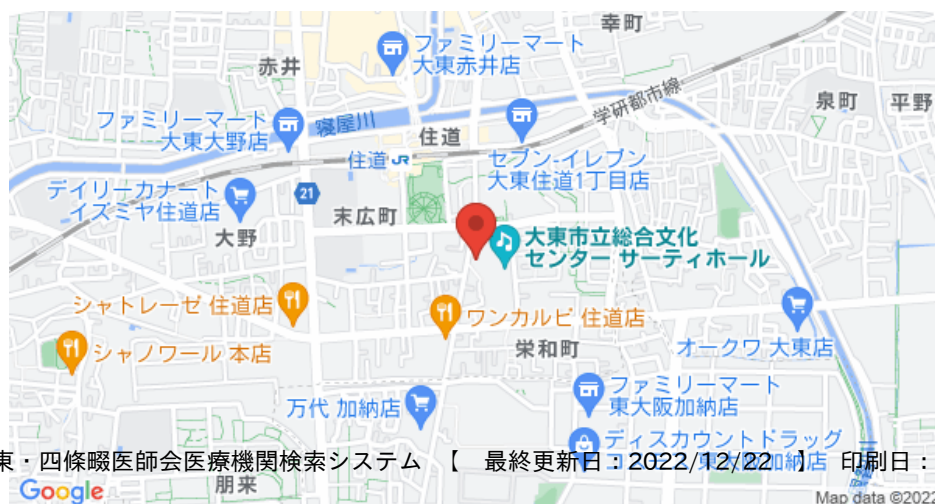 幸町
ファミリーマート
大東赤井店
赤井
学研都市線
泉町
平野
ファミリーマート
大東大野店
寝屋川
住道
住道 JR
セブン-イレブン
大東住道1丁目店
デイリーカナート
イズミヤ住道店
21
末広町
大野
大東市立総合文化
センター サーティホール
シャトレーゼ 住道店
ワンカルビ 住道店
シャノワール 本店
栄和町
オークワ 大東店
ファミリーマート
東大阪加納店
万代 加納店
ディスカウントドラッグ
東・四條畷医師会医療機関検索システム 【 最終更新日：2022/12/22 】 印刷日：
朋来
Google
Map data ©2022